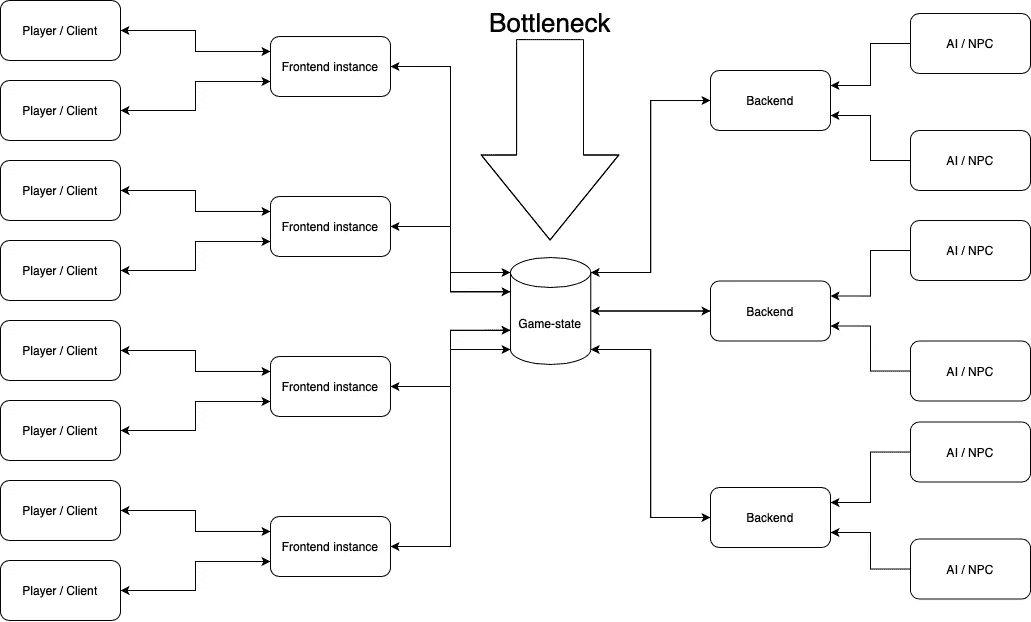 Bottleneck
Player / Client
Player / Client
Player / Client
Player / Client
Player / Client
Player / Client
Player / Client
Player / Client
Frontend instance
Frontend instance
Frontend instance
Frontend instance
Game-state
Backend
Backend
Backend
AI / NPC
AI / NPC
AI / NPC
AI / NPC
AI / NPC
AI / NPC